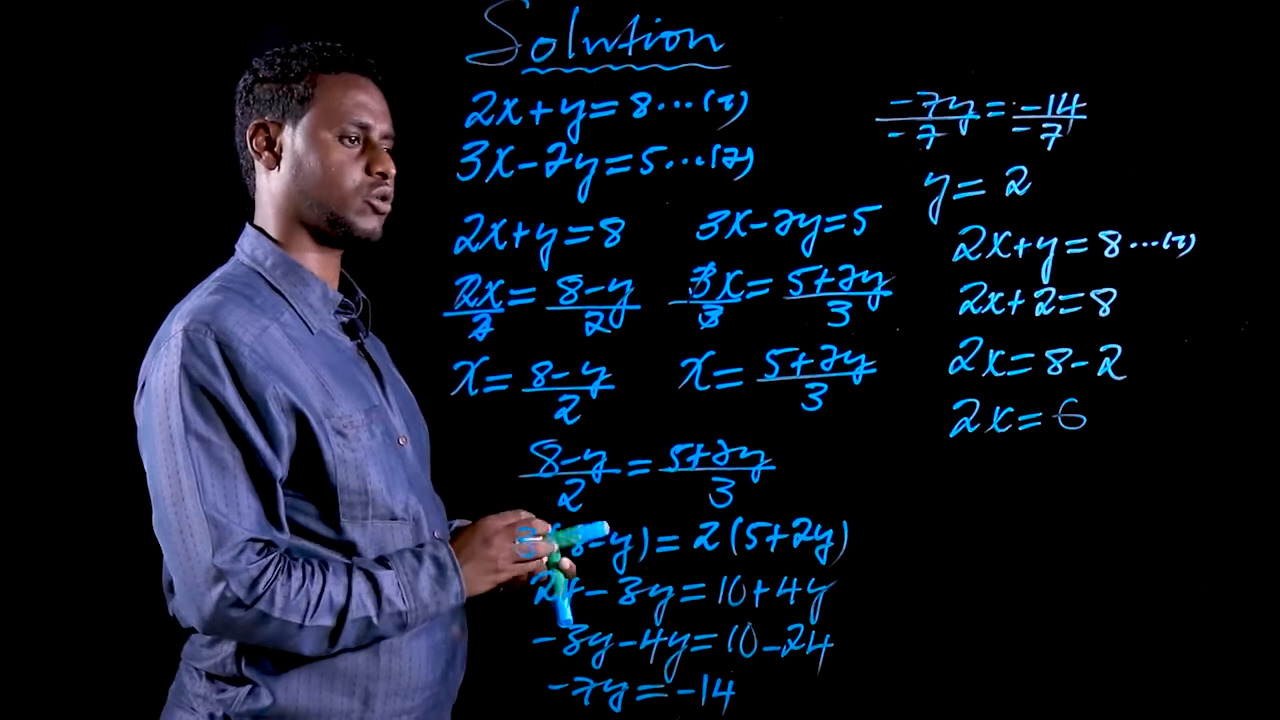 Solution
2x+y=8...(1)
3x-2y=5...(2)
2x+y=8
2x/2=8-y/2
x=8-y/2
3x-2y=5
3x/3=5+2y/3
x=5+2y/3
8-y/2=5+2y/3
8-y)=2(5+2y)
24-3y=10+4y
-3y-4y=10-24
-7y=-14
-7y/-7=-14/-7
y=2
2x+y=8...(1)
2x+2=8
2x=8-2
2x=6